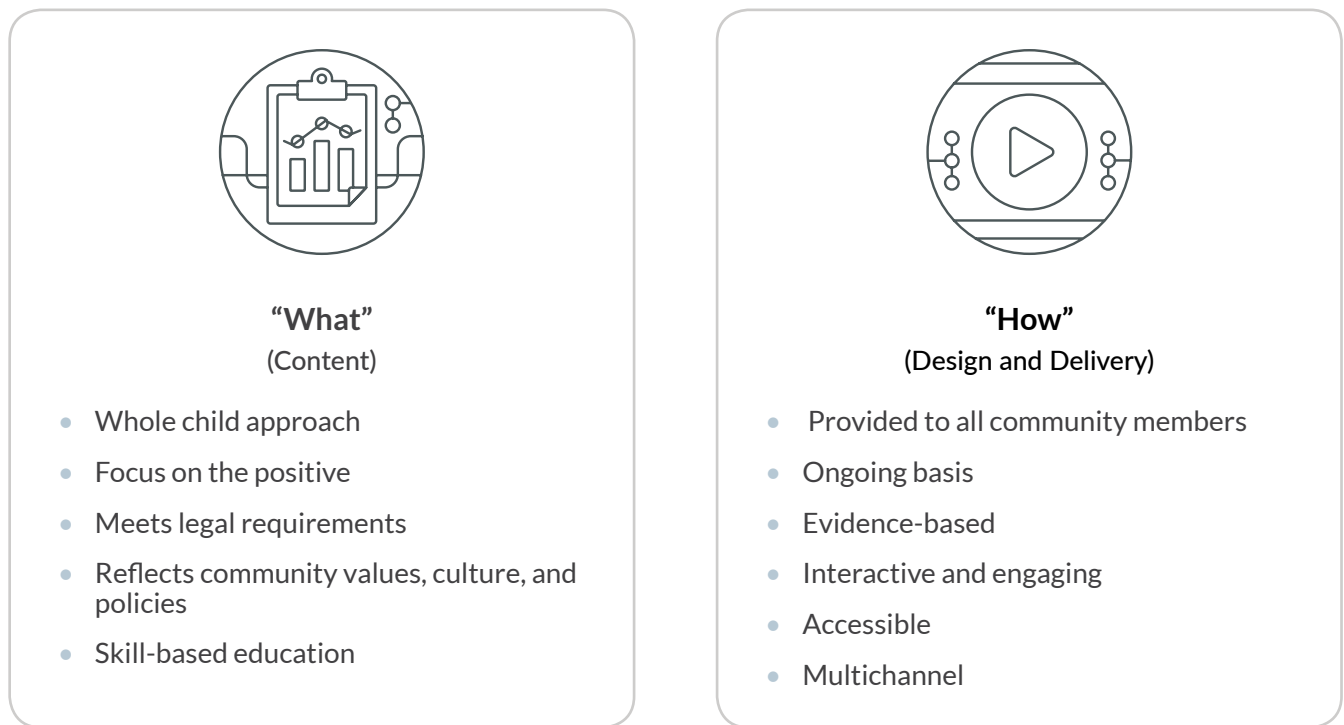 “What”
(Content)
Whole child approach
Focus on the positive
Meets legal requirements
Reflects community values, culture, and
policies
Skill-based education
“How”
(Design and Delivery)
Provided to all community members
Ongoing basis
Evidence-based
Interactive and engaging
Accessible
Multichannel